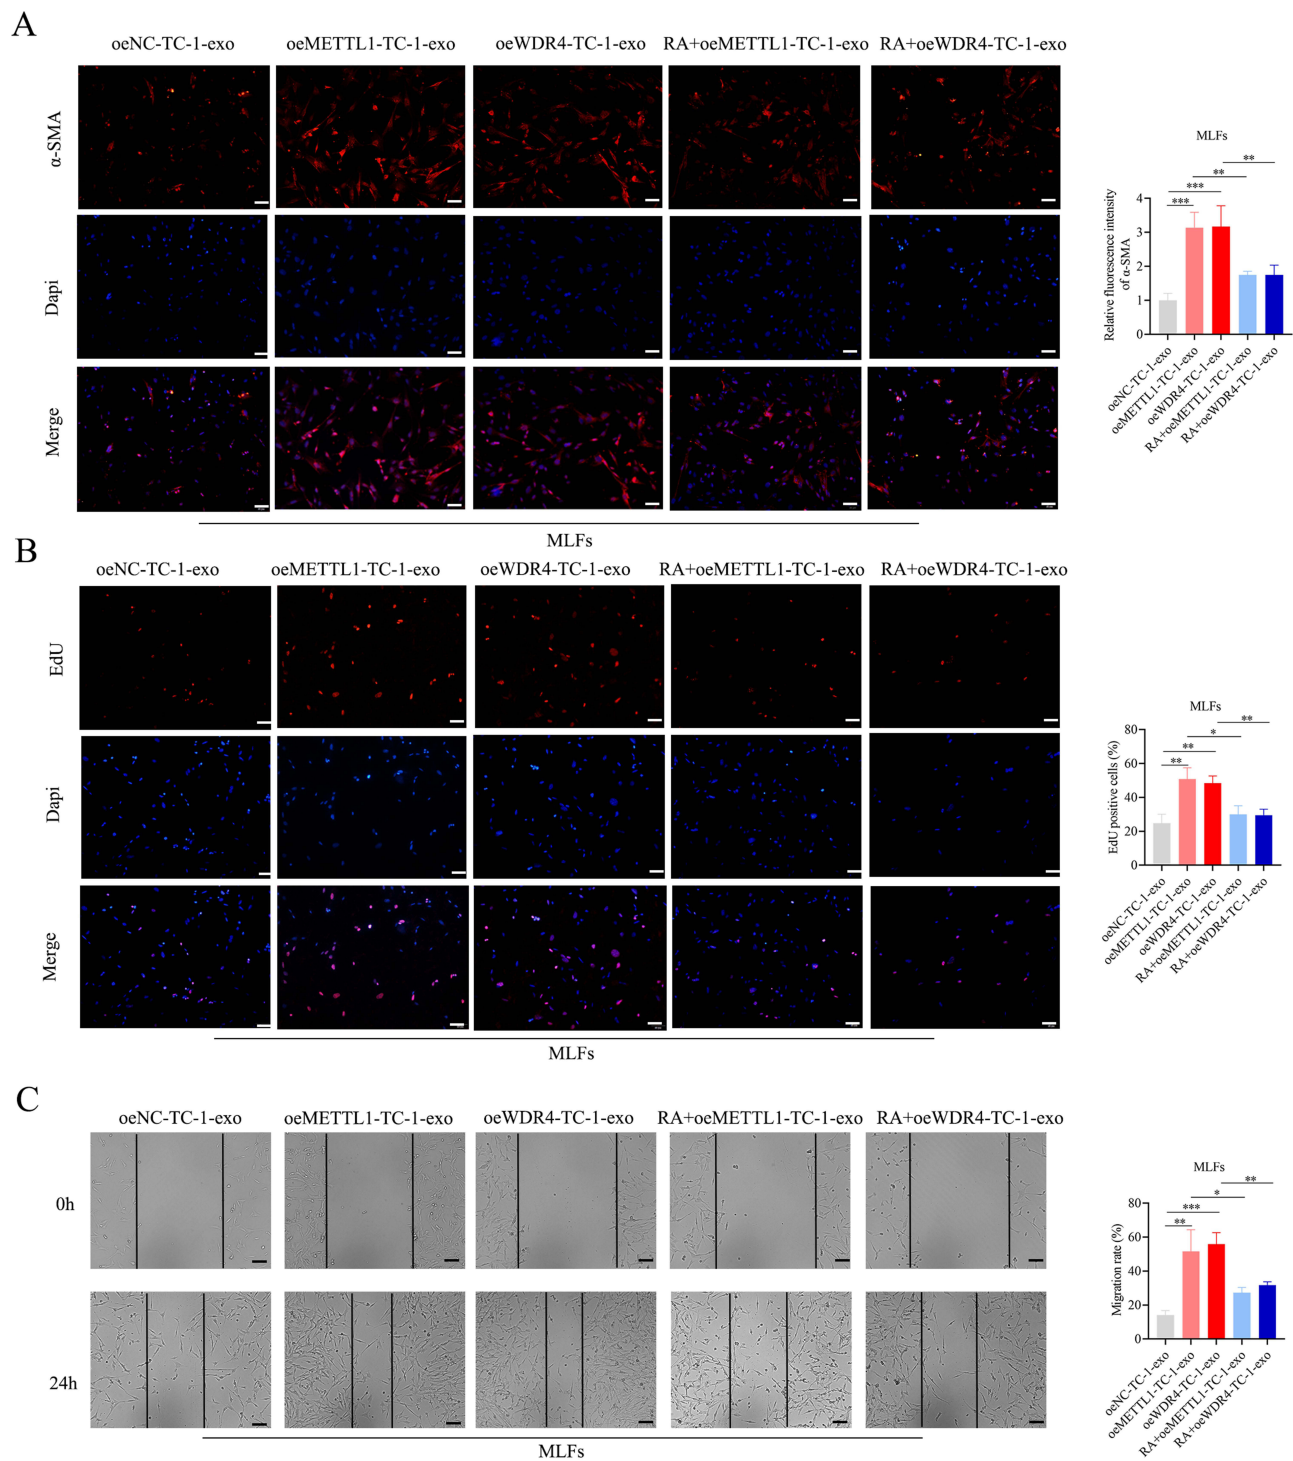 A
oeNC-TC-1-exo oeMETTL1-TC-1-exo oeWDR4-TC-1-exo RA+oeMETTL1-TC-1-exo RA+oeWDR4-TC-1-exo
α-SMA
Dapi
Merge
MLFs
MLFs
** 
**
***
***
Relative fluorescence intensity
of α-SMA
4
3
2
1
0
oeNC-TC-1-exo
oeMETTL1-TC-1-exo
oeWDR4-TC-1-exo
RA+oeMETTL1-TC-1-exo
RA+oeWDR4-TC-1-exo
B
oeNC-TC-1-exo oeMETTL1-TC-1-exo oeWDR4-TC-1-exo RA+oeMETTL1-TC-1-exo RA+oeWDR4-TC-1-exo
EdU
Dapi
Merge
MLFs
MLFs
**
*
**
**
EdU positive cells (%)
80
60
40
20
0
oeNC-TC-1-exo
oeMETTL1-TC-1-exo
oeWDR4-TC-1-exo
RA+oeMETTL1-TC-1-exo
RA+oeWDR4-TC-1-exo
C
oeNC-TC-1-exo oeMETTL1-TC-1-exo oeWDR4-TC-1-exo RA+oeMETTL1-TC-1-exo RA+oeWDR4-TC-1-exo
0h
24h
MLFs
MLFs
**
*
***
**
Migration rate (%)
80
60
40
20
0
oeNC-TC-1-exo
oeMETTL1-TC-1-exo
oeWDR4-TC-1-exo
RA+oeMETTL1-TC-1-exo
RA+oeWDR4-TC-1-exo